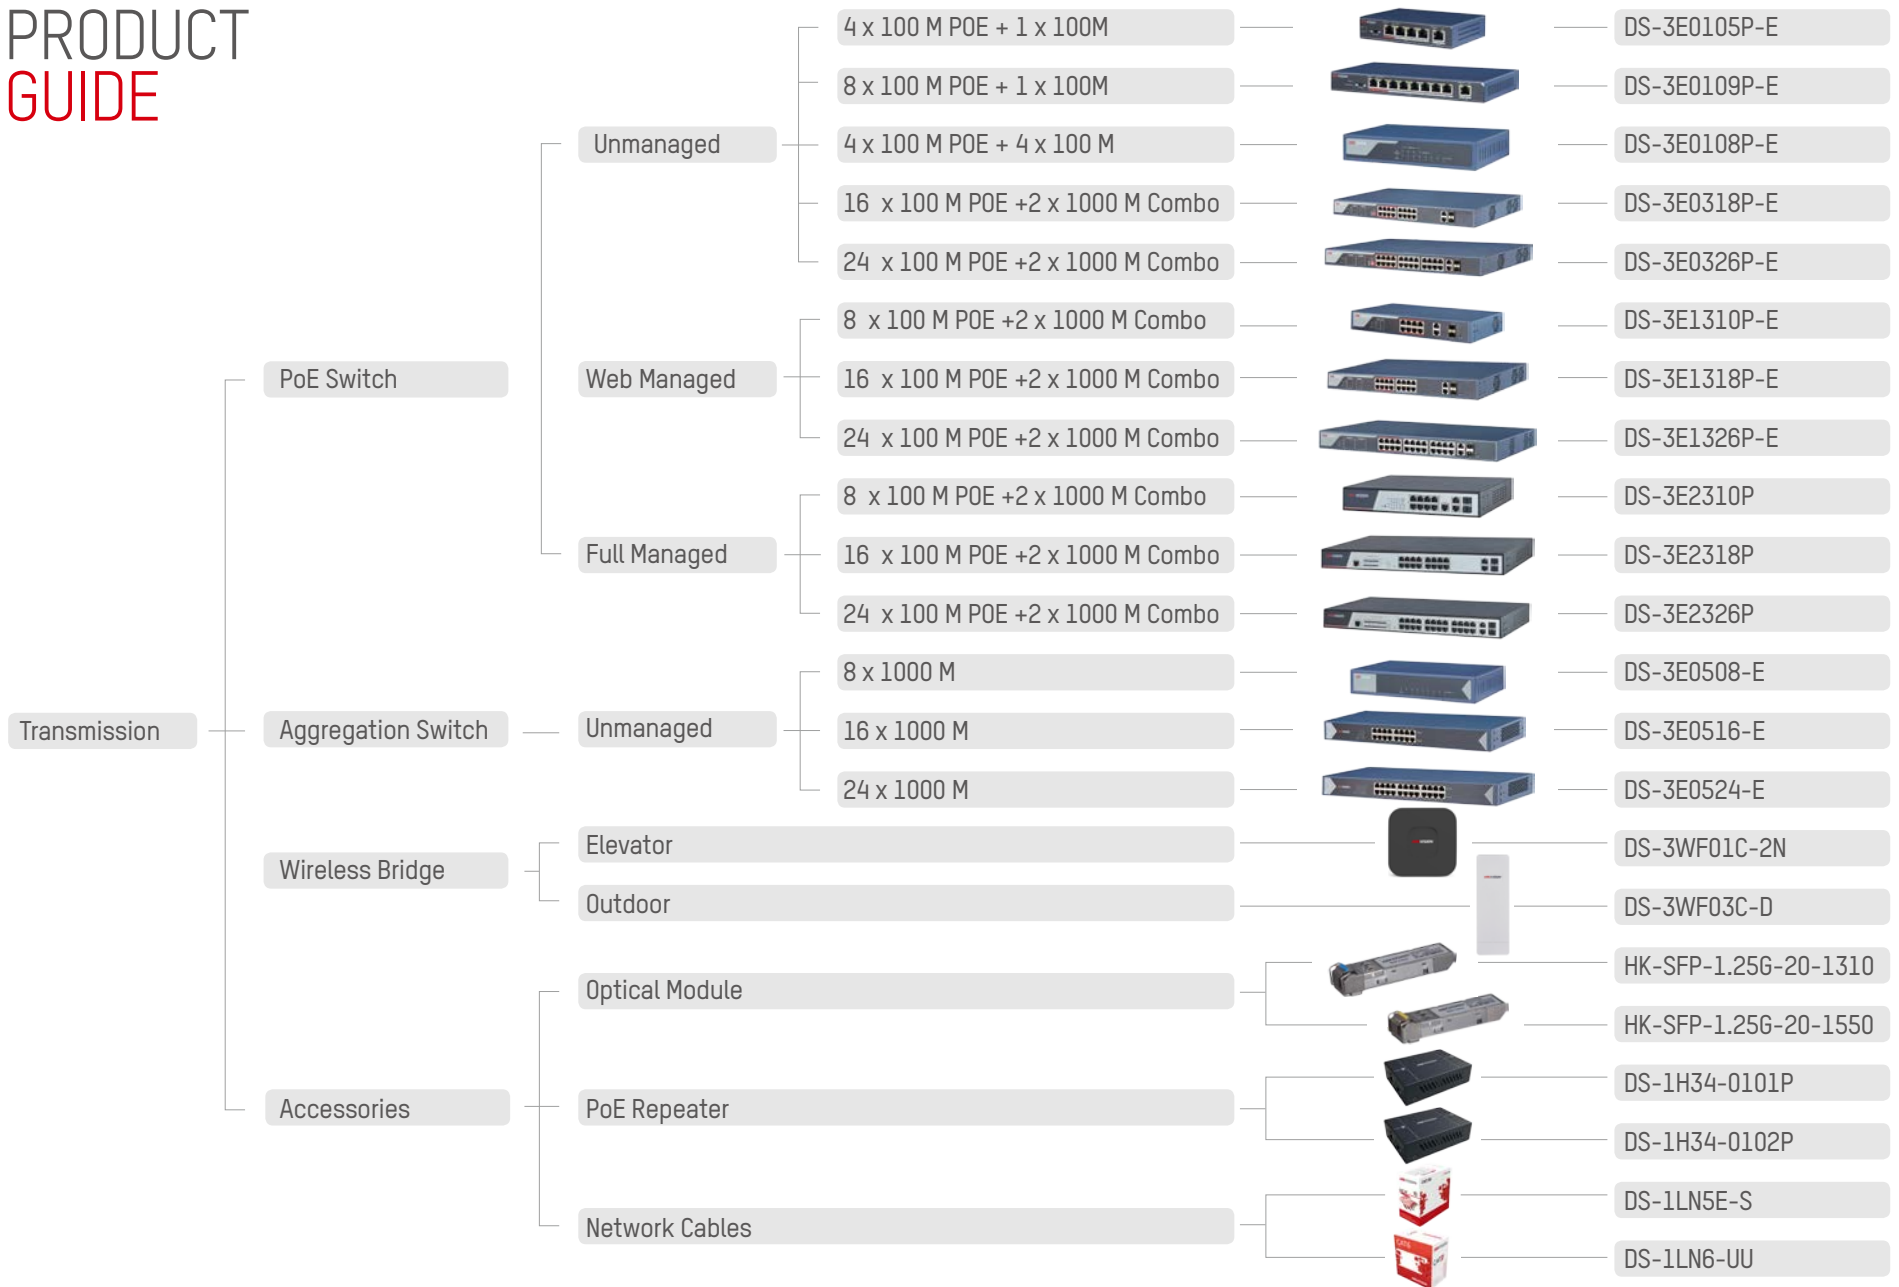 PRODUCT
GUIDE
4 x 100 M POE + 1 x 100M
DS-3E0105P-E
8 x 100 M POE + 1 x 100M
DS-3E0109P-E
Unmanaged
4 x 100 M POE + 4 x 100 M
DS-3E0108P-E
16 x 100 M POE +2 x 1000 M Combo
DS-3E0318P-E
24 x 100 M POE +2 x 1000 M Combo
DS-3E0326P-E
8 x 100 M POE +2 x 1000 M Combo
DS-3E1310P-E
PoE Switch
Web Managed
16 x 100 M POE +2 x 1000 M Combo
DS-3E1318P-E
24 x 100 M POE +2 x 1000 M Combo
DS-3E1326P-E
8 x 100 M POE +2 x 1000 M Combo
DS-3E2310P
Full Managed
16 x 100 M POE +2 x 1000 M Combo
DS-3E2318P
24 x 100 M POE +2 x 1000 M Combo
DS-3E2326P
8 x 1000 M
DS-3E0508-E
Transmission
Aggregation Switch
Unmanaged
16 x 1000 M
DS-3E0516-E
24 x 1000 M
DS-3E0524-E
Wireless Bridge
Elevator
DS-3WF01C-2N
Outdoor
DS-3WF03C-D
Optical Module
HK-SFP-1.25G-20-1310
HK-SFP-1.25G-20-1550
Accessories
PoE Repeater
DS-1H34-0101P
DS-1H34-0102P
Network Cables
DS-1LN5E-S
DS-1LN6-UU